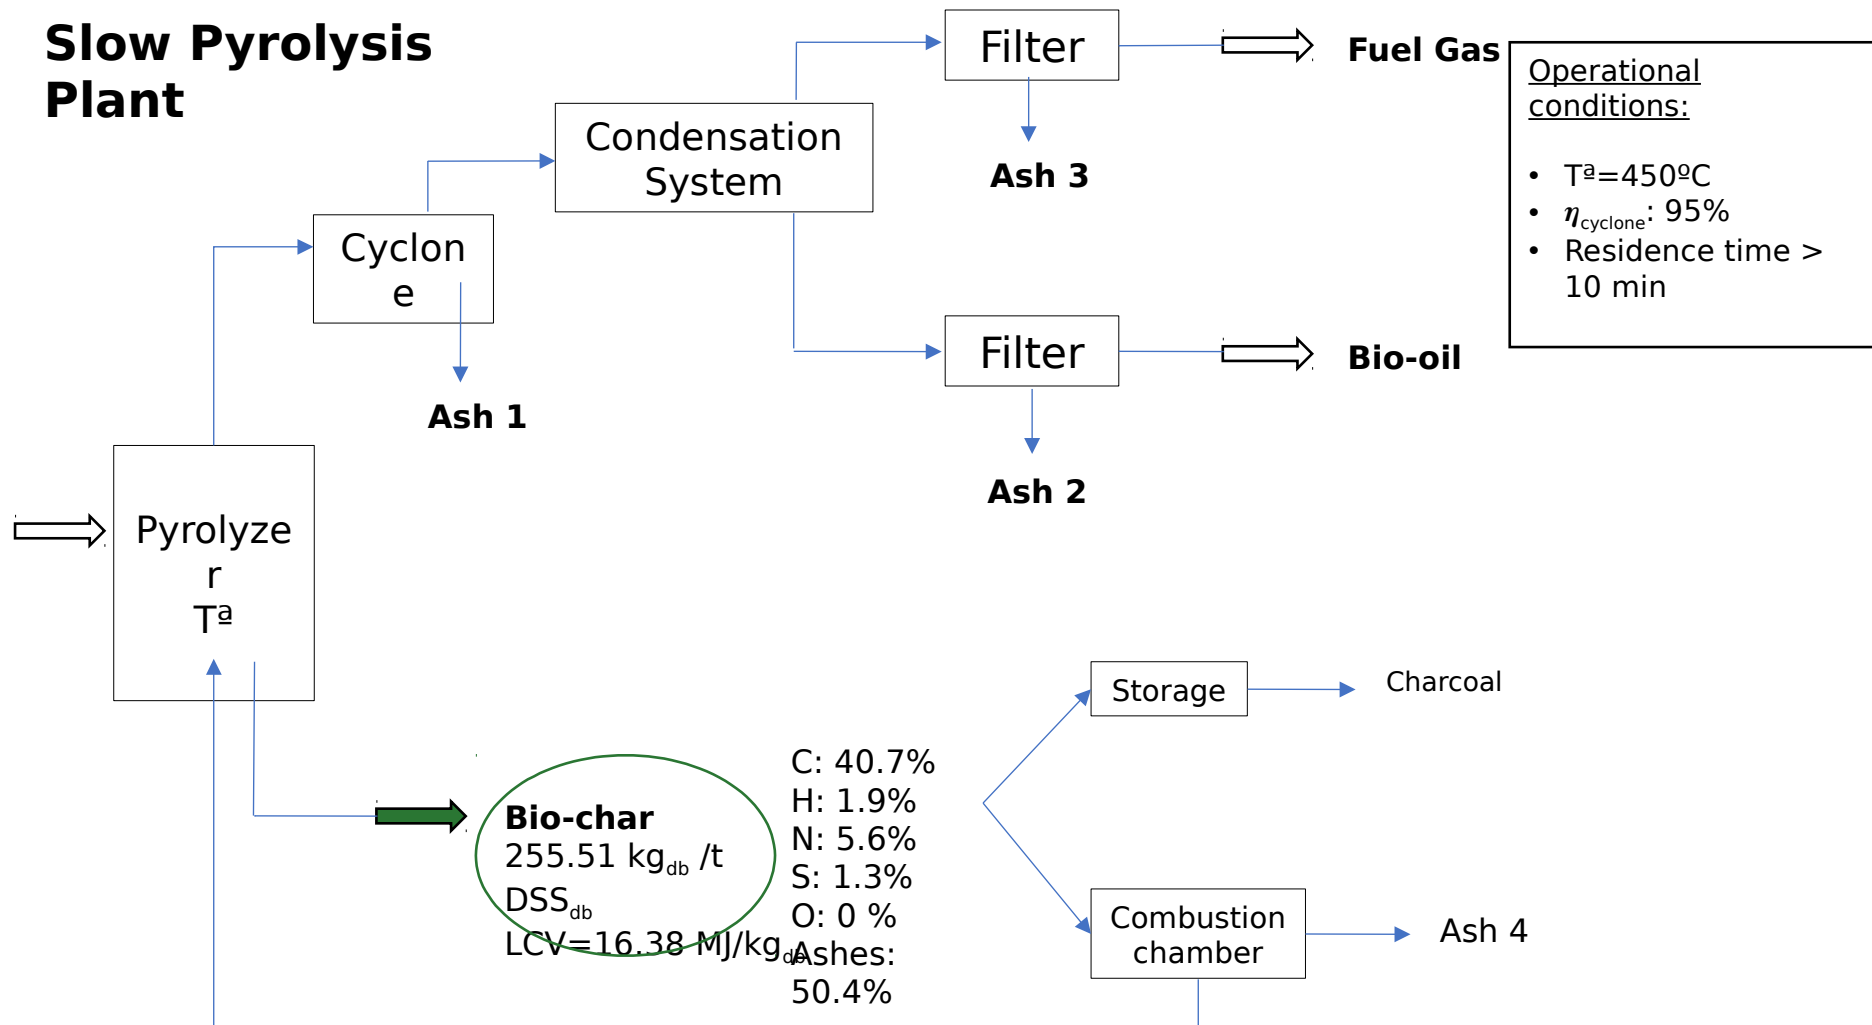 Slow Pyrolysis
Plant
Filter
Fuel Gas
Operational
conditions:
• Tª=450ºC
• η cyclone: 95%
• Residence time >
10 min
Condensation
System
Ash 3
Cyclon
e
Filter
Bio-oil
Ash 1
Ash 2
Pyrolyze
r
Tª
Storage
Charcoal
Bio-char
255.51 kgdb /t
DSSdb
LCV=16.38 MJ/kgdb
C: 40.7%
H: 1.9%
N: 5.6%
S: 1.3%
O: 0 %
Ashes:
50.4%
Combustion
chamber
Ash 4